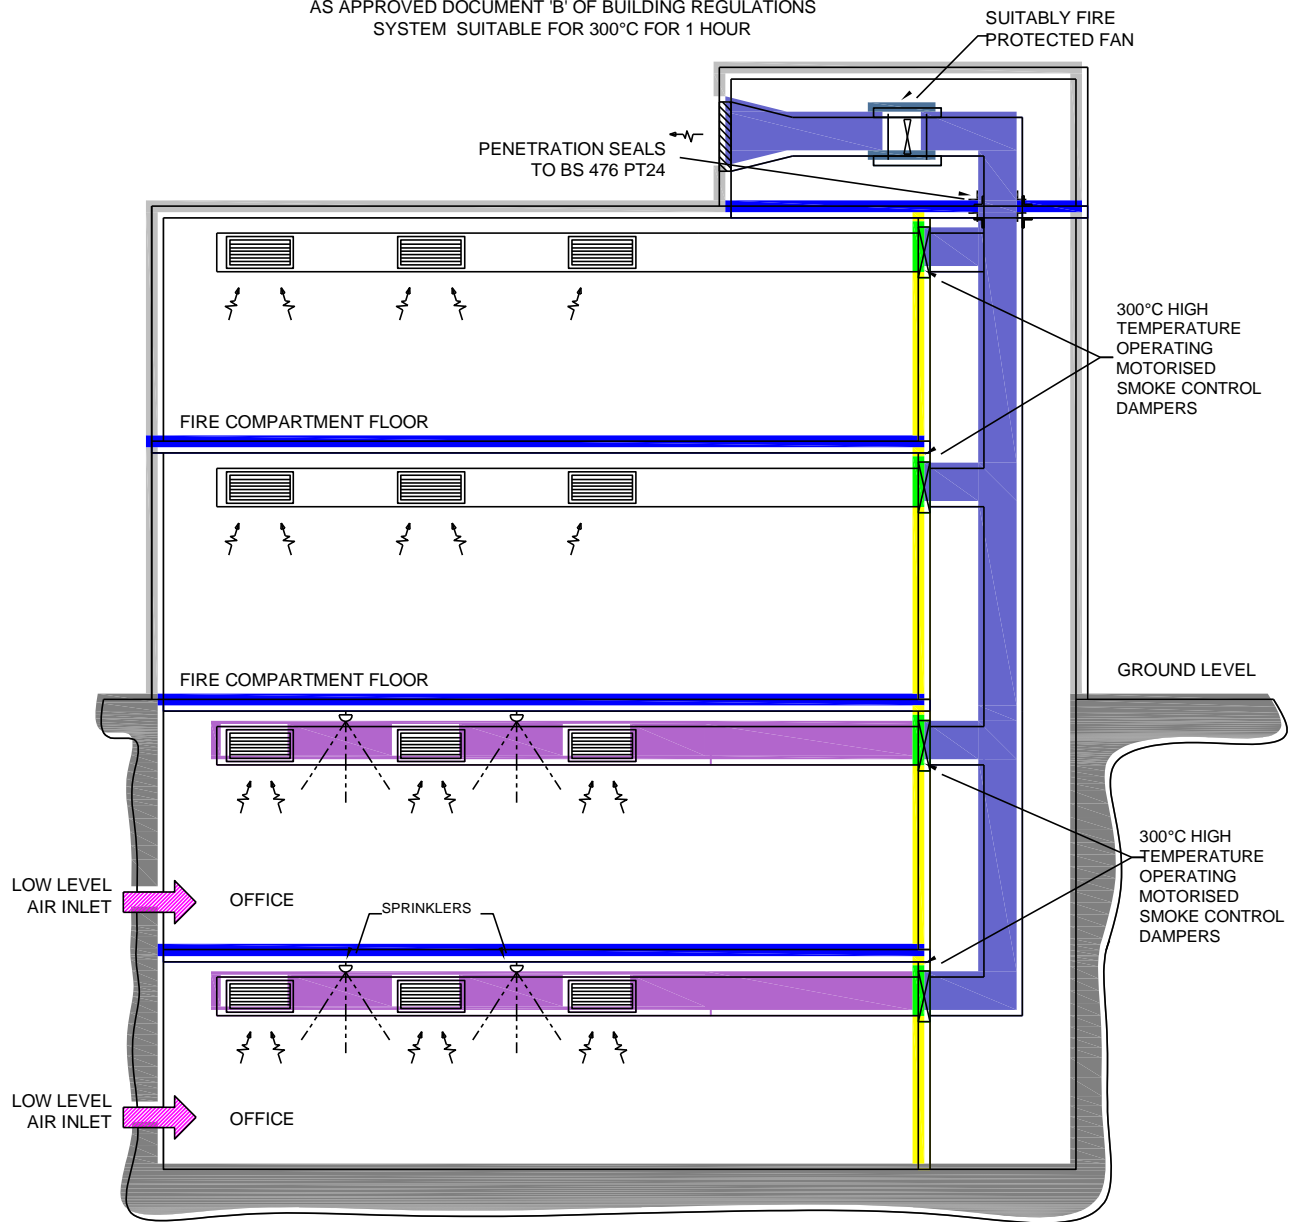 AS APPROVED DOCUMENT 'B' OF BUILDING REGULATIONS
SYSTEM SUITABLE FOR 300°C FOR 1 HOUR
SUITABLY FIRE
PROTECTED FAN
PENETRATION SEALS
TO BS 476 PT24
300°C HIGH
TEMPERATURE
OPERATING
MOTORISED
SMOKE CONTROL
DAMPERS
FIRE COMPARTMENT FLOOR
FIRE COMPARTMENT FLOOR
GROUND LEVEL
300°C HIGH
TEMPERATURE
OPERATING
MOTORISED
SMOKE CONTROL
DAMPERS
LOW LEVEL
AIR INLET
OFFICE
SPRINKLERS
LOW LEVEL
AIR INLET
OFFICE